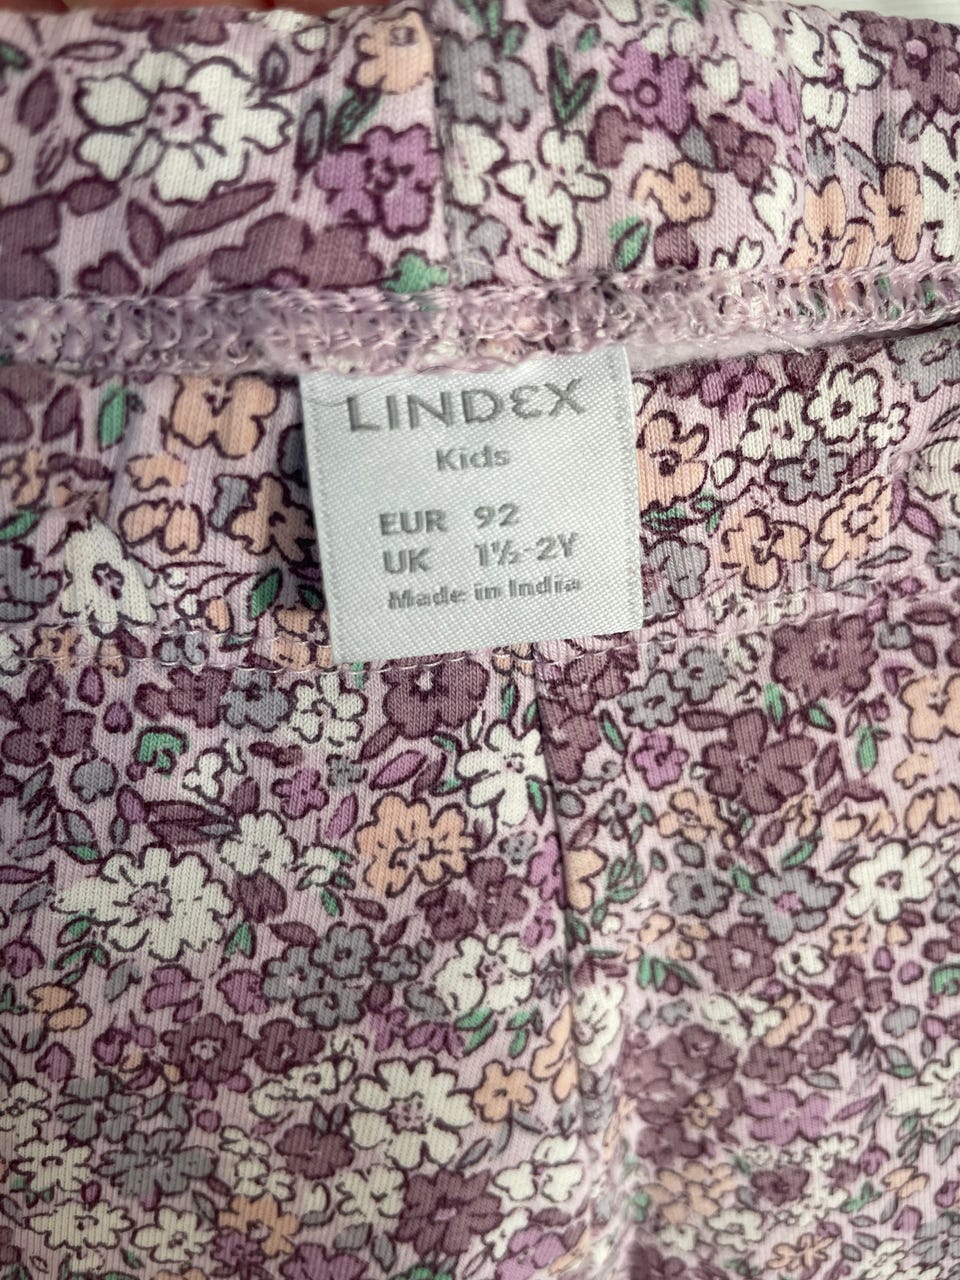 LINDEX
Kids
EUR 92
UK 1½-2Y
Made in India